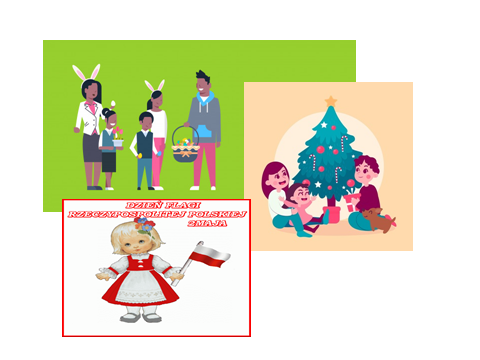 DZIEŃ FLAGI
RZECZYPOSPOLITEJ POLSKIEJ
2MAJA